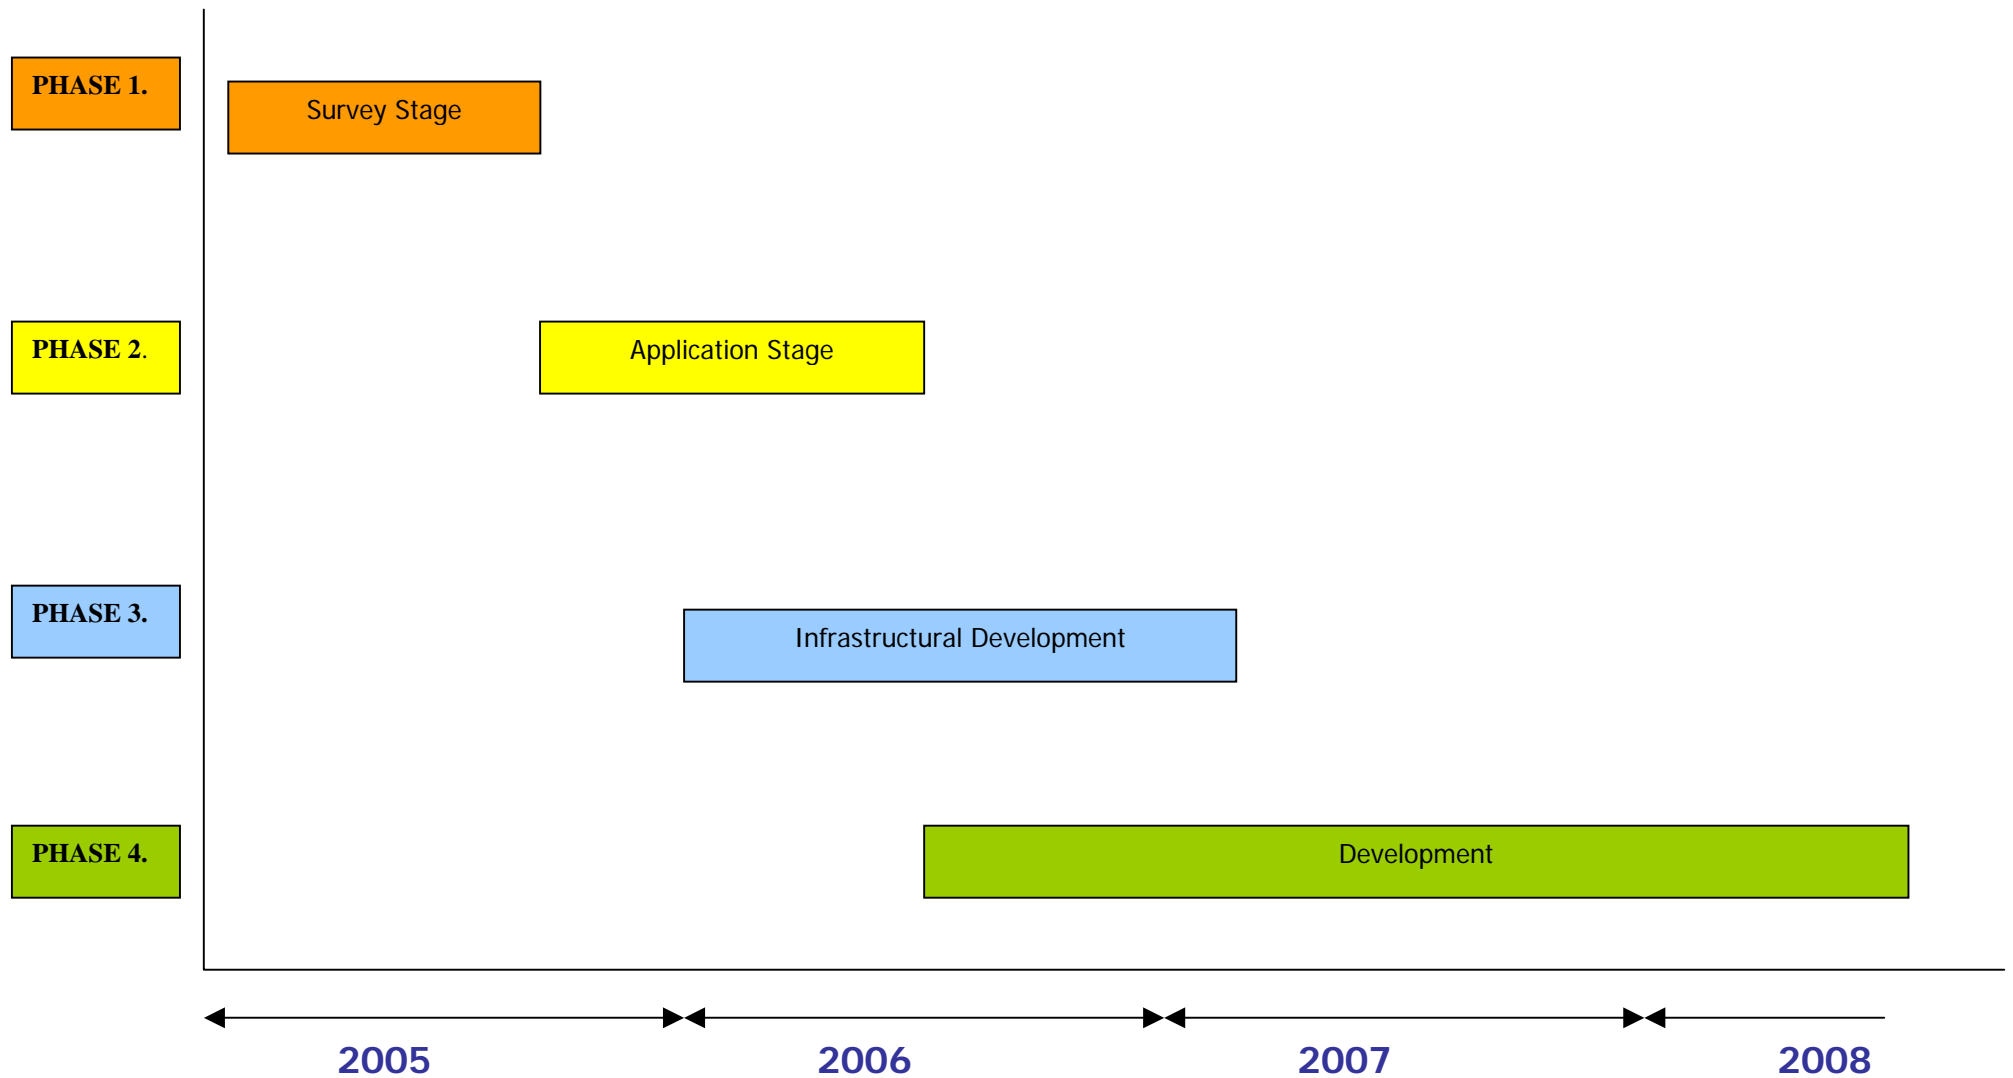 PHASE 1.
Survey Stage
PHASE 2.
Application Stage
PHASE 3.
Infrastructural Development
PHASE 4.
Development
2005
2006
2007
2008